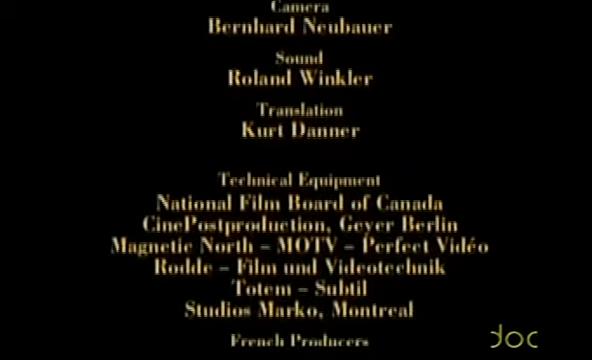 Camera
Bernhard Neubauer
Sound
Roland Winkler
Translation
Kurt Danner
Technical Equipment
National Film Board of Canada
CinePostproduction, Geyer Berlin
Magnetic North – MOTV – Perfect Vidéo
Rodde – Film und Videotechnik
Totem – Subtil
Studios Marko, Montreal
French Producers
doc